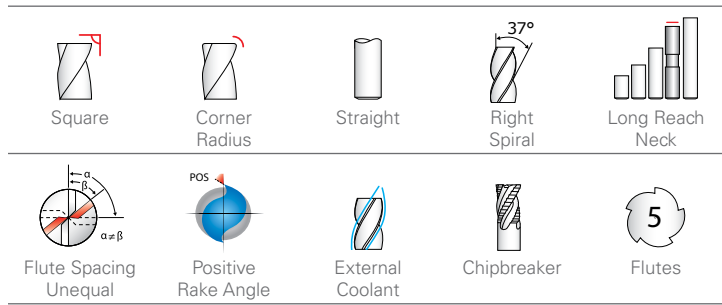 37°
Square
Corner
Radius
Straight
Right
Spiral
Long Reach
Neck
α
β
α≠β
POS
5
Flute Spacing
Unequal
Positive
Rake Angle
External
Coolant
Chipbreaker
Flutes